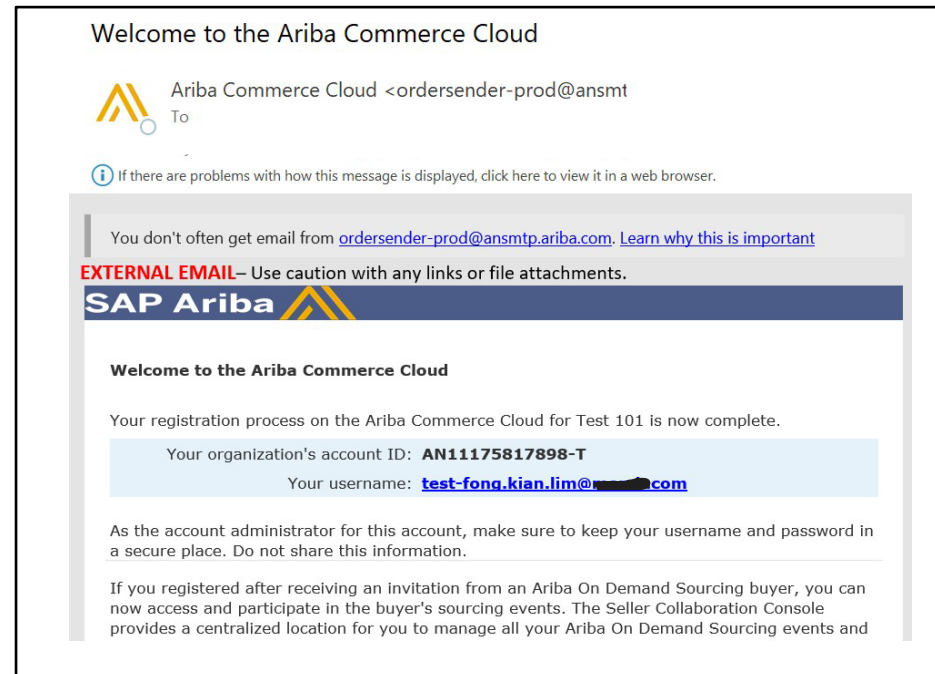 Welcome to the Ariba Commerce Cloud
Ariba Commerce Cloud <ordersender-prod@ansmt
To
If there are problems with how this message is displayed, click here to view it in a web browser.
You don't often get email from ordersender-prod@ansmtp.ariba.com. Learn why this is important
EXTERNAL EMAIL– Use caution with any links or file attachments.
SAP Ariba
Welcome to the Ariba Commerce Cloud
Your registration process on the Ariba Commerce Cloud for Test 101 is now complete.
Your organization's account ID: AN11175817898-T
Your username: test-fong.kian.lim@ com
As the account administrator for this account, make sure to keep your username and password in
a secure place. Do not share this information.
If you registered after receiving an invitation from an Ariba On Demand Sourcing buyer, you can
now access and participate in the buyer's sourcing events. The Seller Collaboration Console
provides a centralized location for you to manage all your Ariba On Demand Sourcing events and